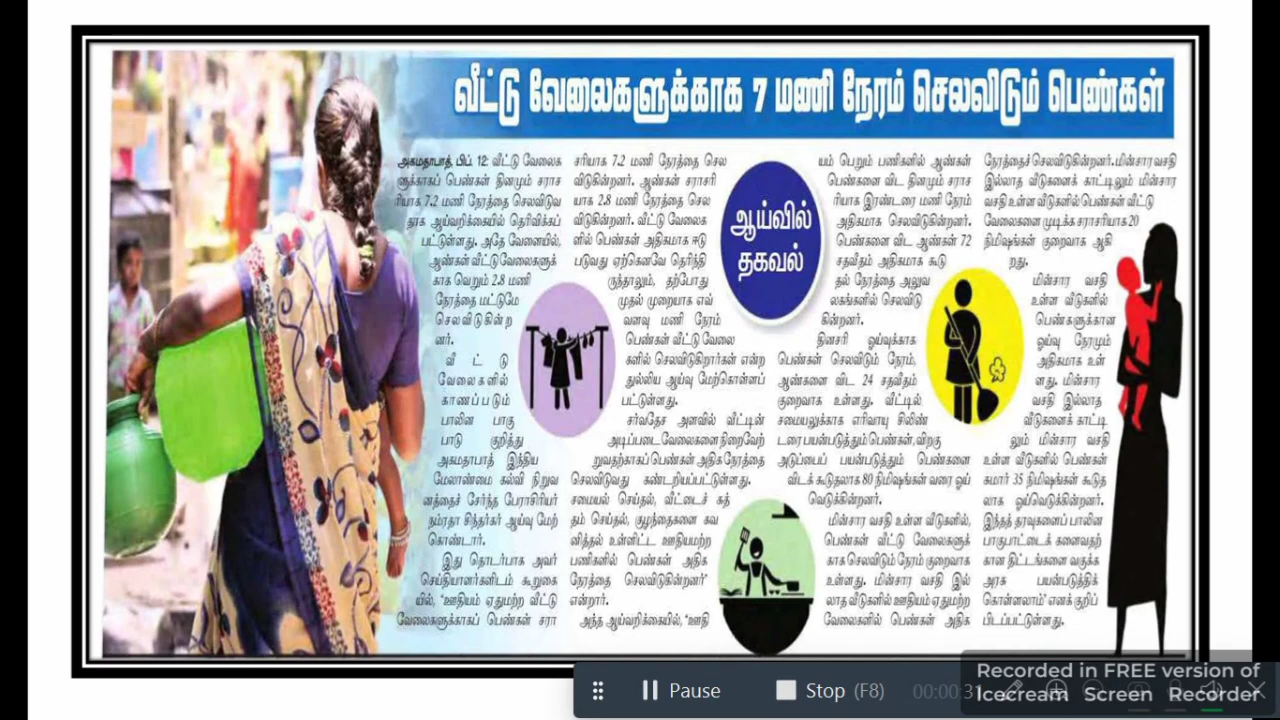 வீட்டு வேலைகளுக்காக 7 மணி நேரம் செலவிடும் பெண்கள்
ஆய்வில்
தகவல்
அகமதாபாத் பிப். 12: வீட்டு வேலைக
ளுக்காகப் பெண்கள் தினமும் சராச
ரியாக 7.2 மணி நேரத்தை செலவிடுவ
தாக ஆய்வறிக்கையில் தெரிவிக்கப்
பட்டுள்ளது. அதே வேளையில்,
ஆண்கள் வீட்டு வேலைகளுக்
காக வெறும் 2.8 மணி
நேரத்தை மட்டுமே
செலவிடுகின்ற
னர்.
வீட்டு
வேலைகளில்
காணப்படும்
பாலின பாகு
பாடு குறித்து
அகமதாபாத் இந்திய
மேலாண்மை கல்வி நிறுவ
னத்தைச் சேர்ந்த பேராசிரியர்
நம்ரதா சிந்தர்கர் ஆய்வு மேற்
கொண்டார்.
இது தொடர்பாக அவர்
செய்தியாளர்களிடம் கூறுகை
யில், "ஊதியம் ஏதுமற்ற வீட்டு
வேலைகளுக்காகப் பெண்கள் சரா
சரியாக 7.2 மணி நேரத்தை செல
விடுகின்றனர். ஆண்கள் சராசரி
யாக 2.8 மணி நேரத்தை செல
விடுகின்றனர். வீட்டு வேலைக
ளில் பெண்கள் அதிகமாக ஈடு
படுவது ஏற்கெனவே தெரிந்தி
ருந்தாலும், தற்போது
முதல் முறையாக எவ்
வளவு மணி நேரம்
பெண்கள் வீட்டு வேலை
களில் செலவிடுகிறார்கள் என்ற
துல்லிய ஆய்வு மேற்கொள்ளப்
பட்டுள்ளது.
சர்வதேச அளவில் வீட்டின்
அடிப்படை வேலைகளை நிறைவேற்
றுவதற்காகப் பெண்கள் அதிக நேரத்தை
செலவிடுவது கண்டறியப்பட்டுள்ளது.
சமையல் செய்தல், வீட்டைச் சுத்
தம் செய்தல், குழந்தைகளை கவ
னித்தல் உள்ளிட்ட ஊதியமற்ற
பணிகளில் பெண்கள் அதிக
நேரத்தை செலவிடுகின்றனர்"
என்றார்.
அந்த ஆய்வறிக்கையில், "ஊதி
யம் பெறும் பணிகளில் ஆண்கள்
பெண்களை விட தினமும் சராச
ரியாக இரண்டரை மணி நேரம்
அதிகமாக செலவிடுகின்றனர்.
பெண்களை விட ஆண்கள் 72
சதவீதம் அதிகமாக கூடு
தல் நேரத்தை அலுவ
லகங்களில் செலவிடு
கின்றனர்.
தினசரி ஓய்வுக்காக
பெண்கள் செலவிடும் நேரம்,
ஆண்களை விட 24 சதவீதம்
குறைவாக உள்ளது. வீட்டில்
சமையலுக்காக எரிவாயு சிலிண்
டரை பயன்படுத்தும் பெண்கள், விறகு
அடுப்பைப் பயன்படுத்தும் பெண்களை
விடக் கூடுதலாக 80 நிமிஷங்கள் வரை ஓய்
வெடுக்கின்றனர்.
மின்சார வசதி உள்ள வீடுகளில்,
பெண்கள் வீட்டு வேலைகளுக்
காக செலவிடும் நேரம் குறைவாக
உள்ளது. மின்சார வசதி இல்
லாத வீடுகளில் ஊதியம் ஏதுமற்ற
வேலைகளில் பெண்கள் அதிக
நேரத்தைச் செலவிடுகின்றனர். மின்சார வசதி
இல்லாத வீடுகளைக் காட்டிலும் மின்சார
வசதி உள்ள வீடுகளில் பெண்கள் வீட்டு
வேலைகளை முடிக்க சராசரியாக 20
நிமிஷங்கள் குறைவாக ஆகி
றது.
மின்சார வசதி
உள்ள வீடுகளில்
பெண்களுக்கான
ஓய்வு நேரமும்
அதிகமாக உள்
ளது. மின்சார
வசதி இல்லாத
வீடுகளைக் காட்டி
லும் மின்சார வசதி
உள்ள வீடுகளில் பெண்கள்
சுமார் 35 நிமிஷங்கள் கூடுத
லாக ஓய்வெடுக்கின்றனர்.
இந்தத் தரவுகளைப் பாலின
பாகுபாட்டைக் களைவதற்
கான திட்டங்களை வகுக்க
அரசு பயன்படுத்திக்
கொள்ளலாம்" எனக் குறிப்
பிடப்பட்டுள்ளது.
Pause Stop (F8) 00:00:31
Recorded in FREE version of
Icecream Screen Recorder